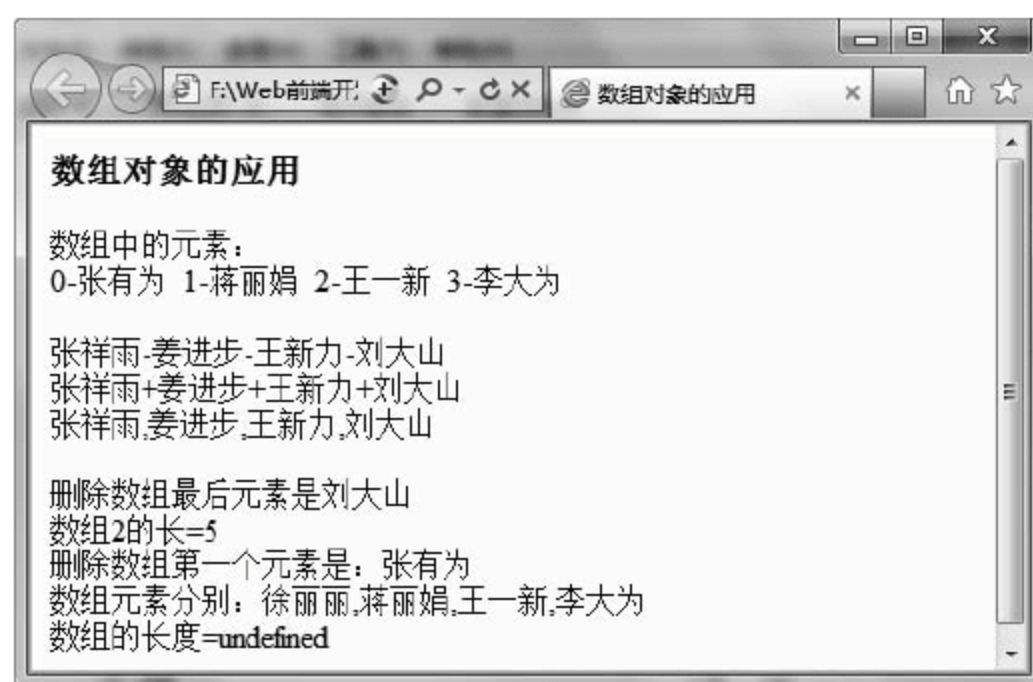 F:\Web前端开
数组对象的应用
数组对象的应用
数组中的元素：
0-张有为 1-蒋丽娟 2-王一新 3-李大为
张祥雨-姜进步-王新力-刘大山
张祥雨+姜进步+王新力+刘大山
张祥雨,姜进步,王新力,刘大山
删除数组最后元素是刘大山
数组2的长=5
删除数组第一个元素是：张有为
数组元素分别：徐丽丽,蒋丽娟,王一新,李大为
数组的长度=undefined